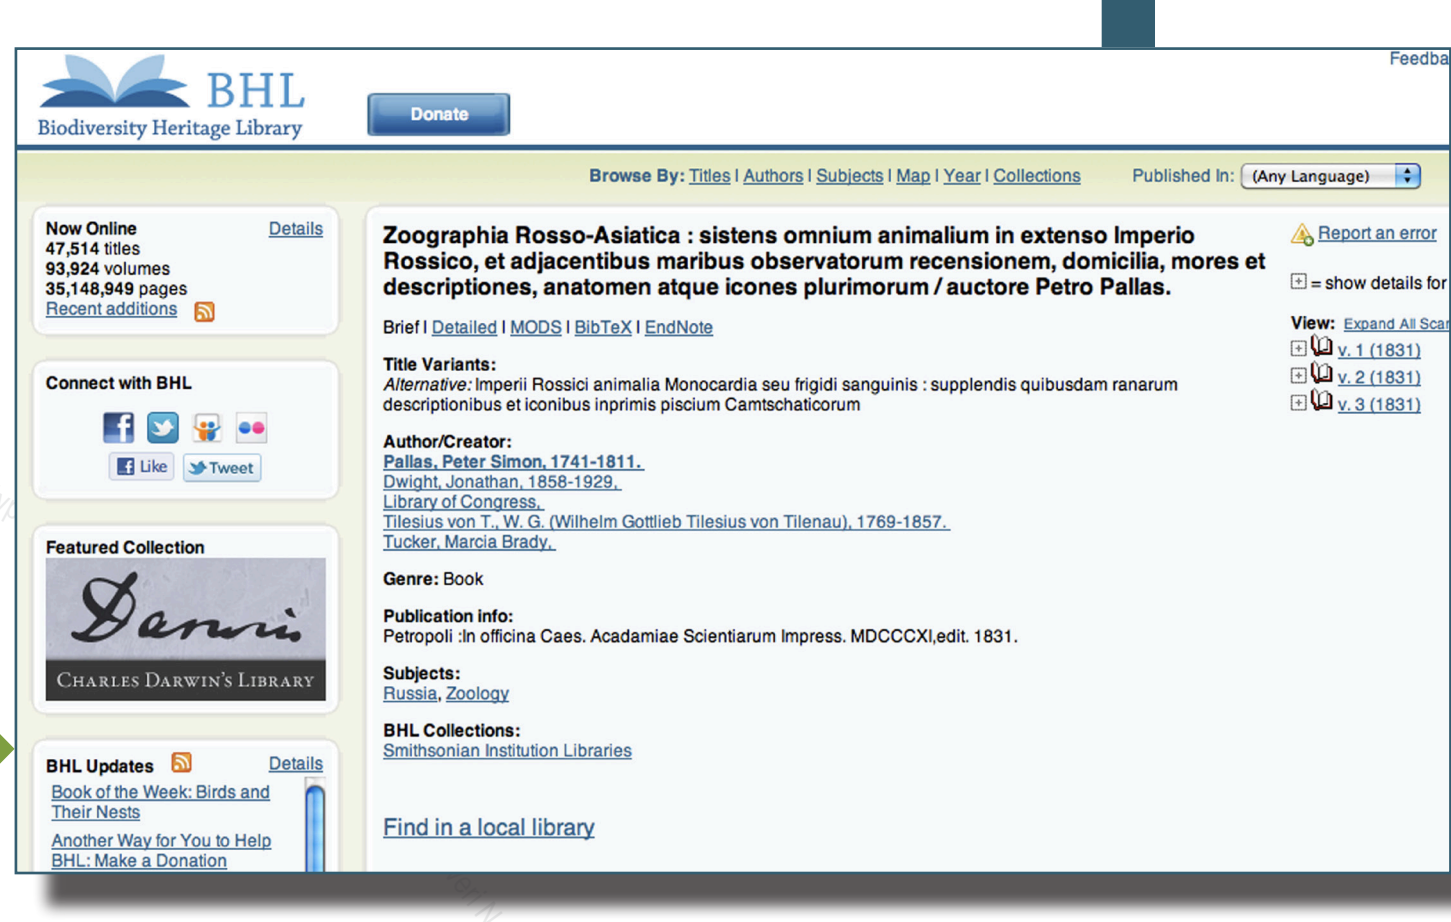 Feedba
BHL
Biodiversity Heritage Library
Donate
Browse By: Titles | Authors | Subjects | Map | Year | Collections
Published In: (Any Language)
Now Online Details
47,514 titles
93,924 volumes
35,148,949 pages
Recent additions
Connect with BHL
Like Tweet
Featured Collection
Darwin
CHARLES DARWIN'S LIBRARY
BHL Updates Details
Book of the Week: Birds and
Their Nests
Another Way for You to Help
BHL: Make a Donation
Zoographia Rosso-Asiatica : sistens omnium animalium in extenso Imperio
Rossico, et adjacentibus maribus observatorum recensionem, domicilia, mores et
descriptiones, anatomen atque icones plurimorum / auctore Petro Pallas.
Brief | Detailed | MODS | BibTeX | EndNote
Title Variants:
Alternative: Imperii Rossici animalia Monocardia seu frigidi sanguinis : supplendis quibusdam ranarum
descriptionibus et iconibus inprimis piscium Camtschaticorum
Author/Creator:
Pallas, Peter Simon, 1741-1811.
Dwight, Jonathan, 1858-1929,
Library of Congress,
Tilesius von T., W. G. (Wilhelm Gottlieb Tilesius von Tilenau), 1769-1857.
Tucker, Marcia Brady,
Genre: Book
Publication info:
Petropoli :In officina Caes. Acadamiae Scientiarum Impress. MDCCCXI,edit. 1831.
Subjects:
Russia, Zoology
BHL Collections:
Smithsonian Institution Libraries
Find in a local library
Report an error
+ = show details for
View: Expand All Scan
v. 1 (1831)
v. 2 (1831)
v. 3 (1831)